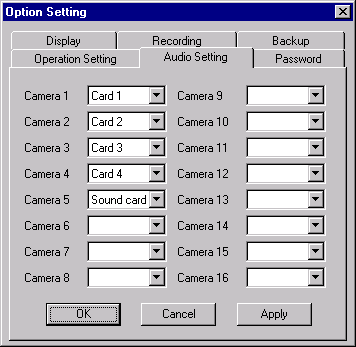 Option Setting
Display Recording Backup
Operation Setting Audio Setting Password
Camera 1 Card 1 Camera 9
Camera 2 Card 2 Camera 10
Camera 3 Card 3 Camera 11
Camera 4 Card 4 Camera 12
Camera 5 Sound card Camera 13
Camera 6 Camera 14
Camera 7 Camera 15
Camera 8 Camera 16
OK Cancel Apply